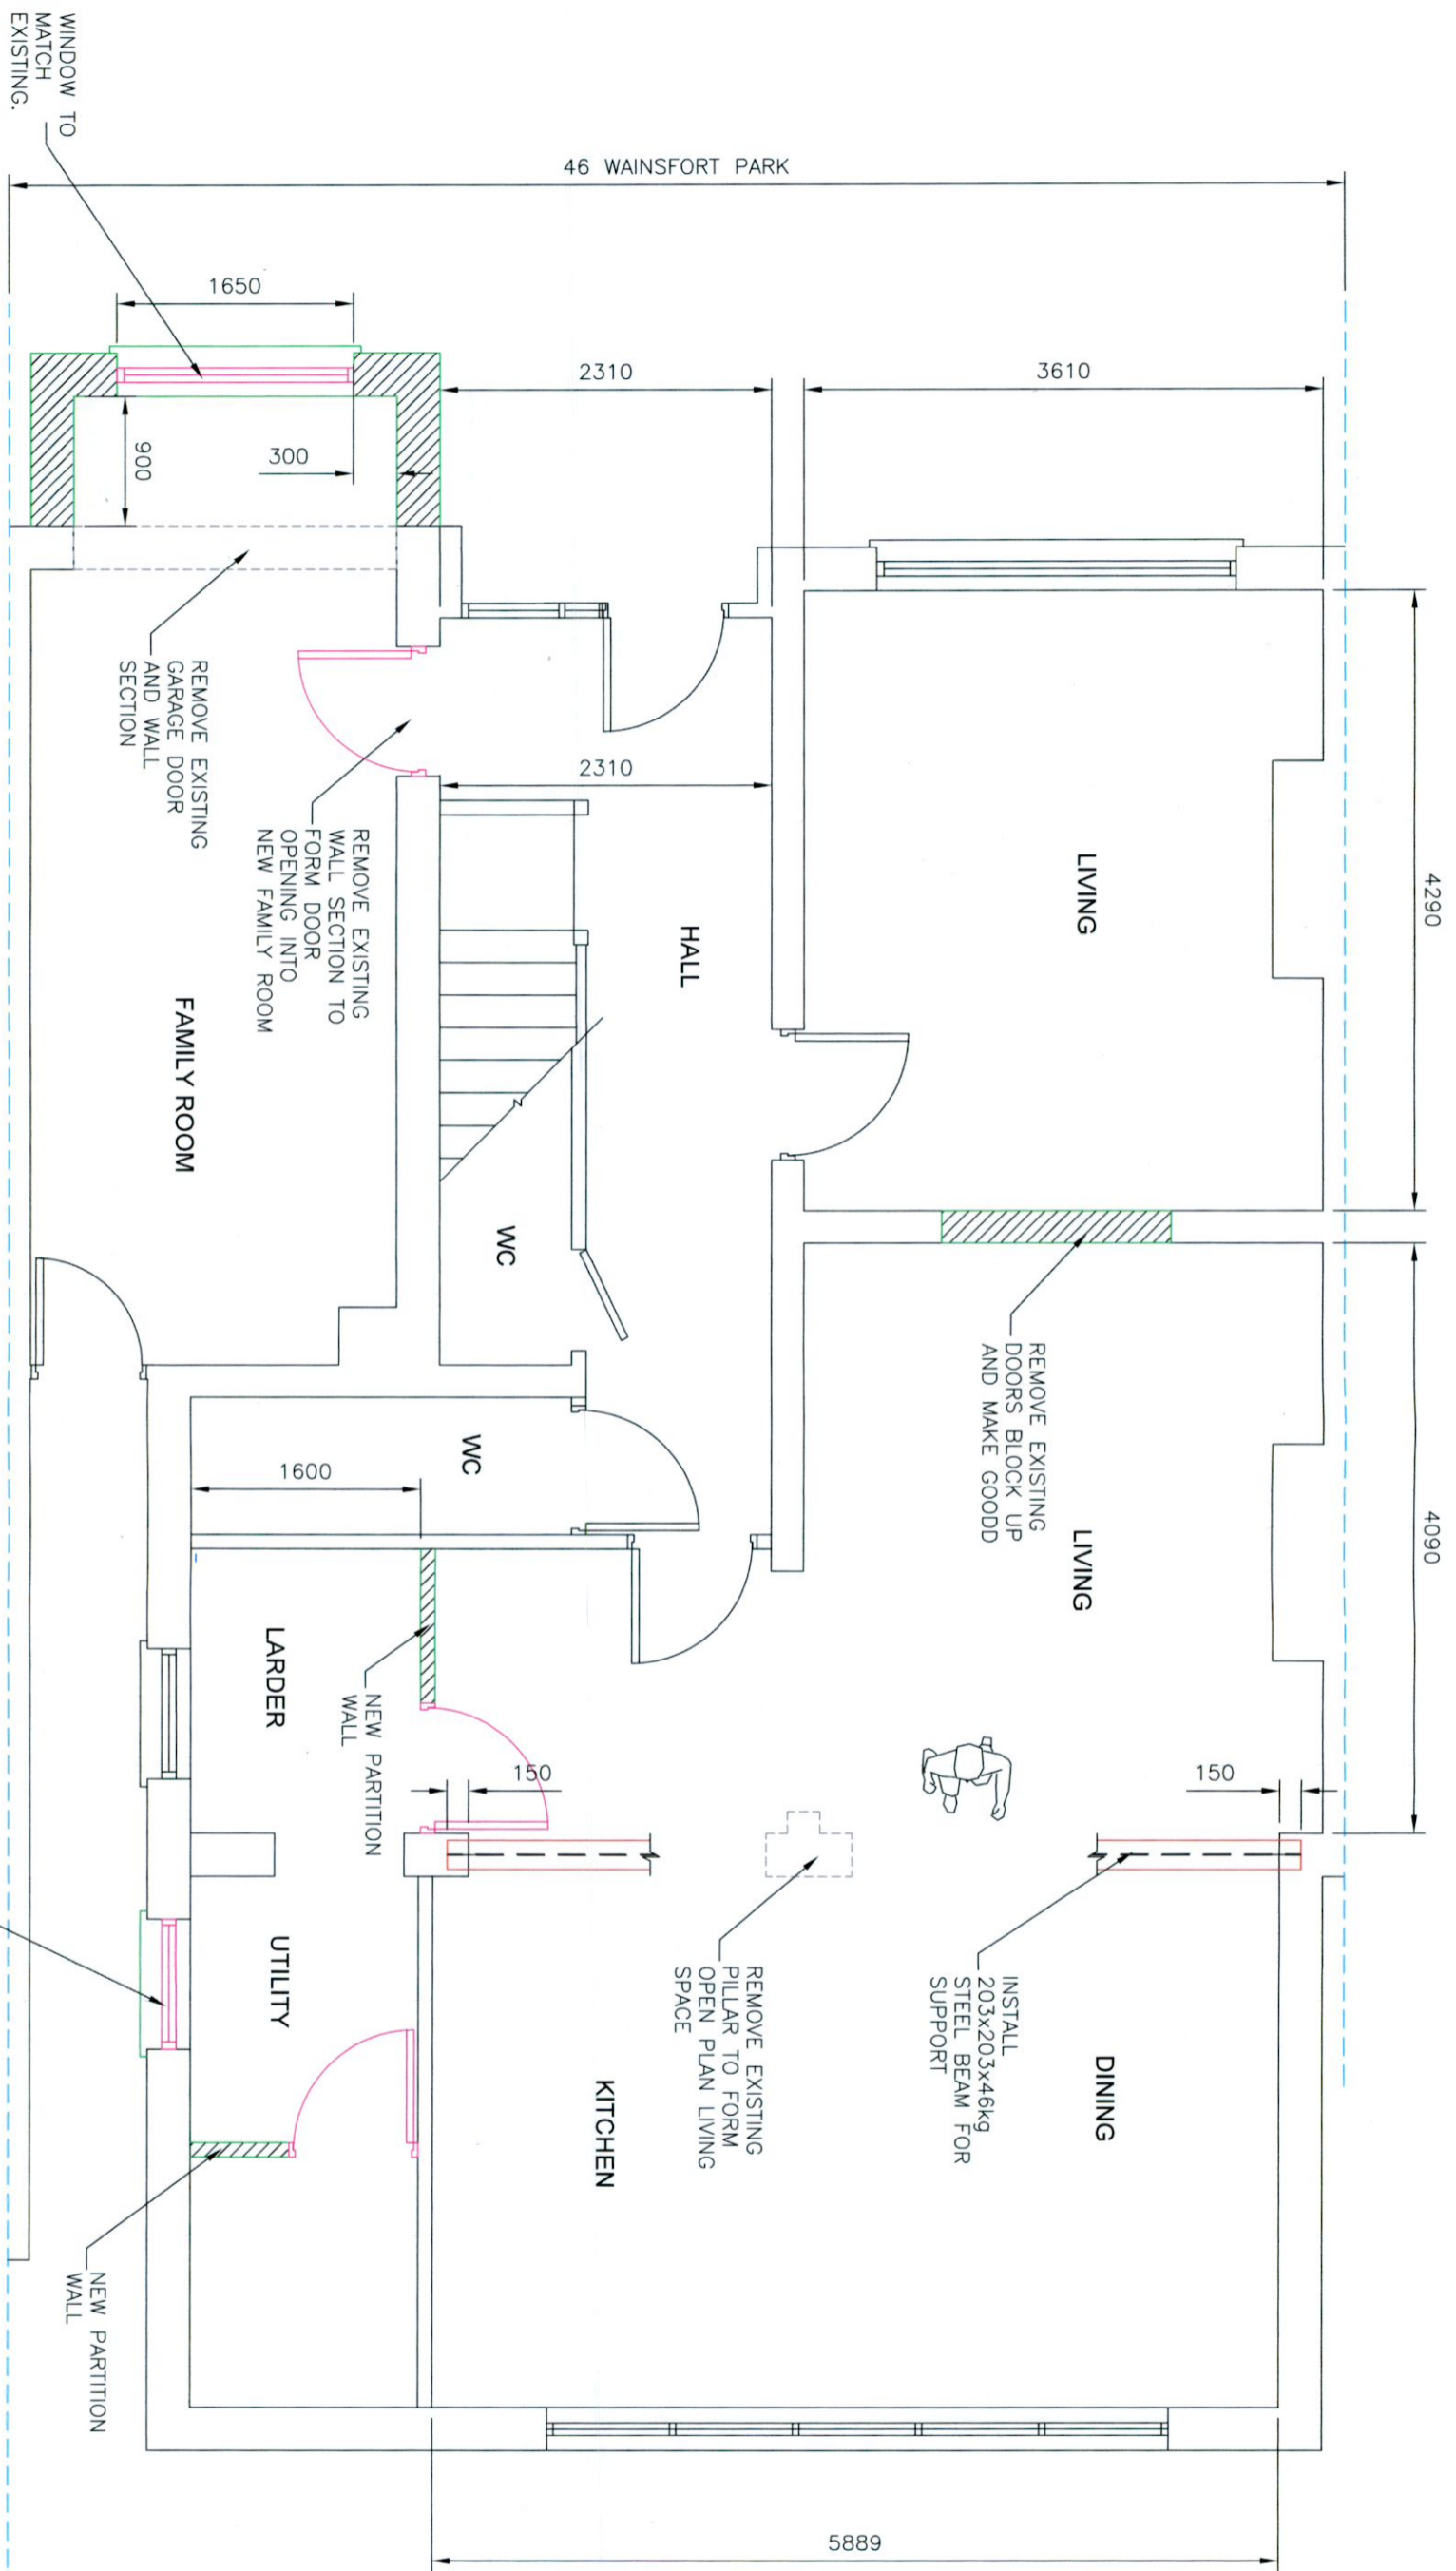 WINDOW TO
MATCH
EXISTING.
46 WAINSFORT PARK
1650
900
300
2310
3610
4290
REMOVE EXISTING
GARAGE DOOR
AND WALL
SECTION
REMOVE EXISTING
WALL SECTION TO
FORM DOOR
OPENING INTO
NEW FAMILY ROOM
2310
LIVING
HALL
FAMILY ROOM
WC
REMOVE EXISTING
DOORS BLOCK UP
AND MAKE GOODD
4090
WC
1600
LIVING
LARDER
NEW PARTITION
WALL
150
150
INSTALL
203x203x46kg
STEEL BEAM FOR
SUPPORT
REMOVE EXISTING
PILLAR TO FORM
OPEN PLAN LIVING
SPACE
UTILITY
DINING
KITCHEN
NEW PARTITION
WALL
5889